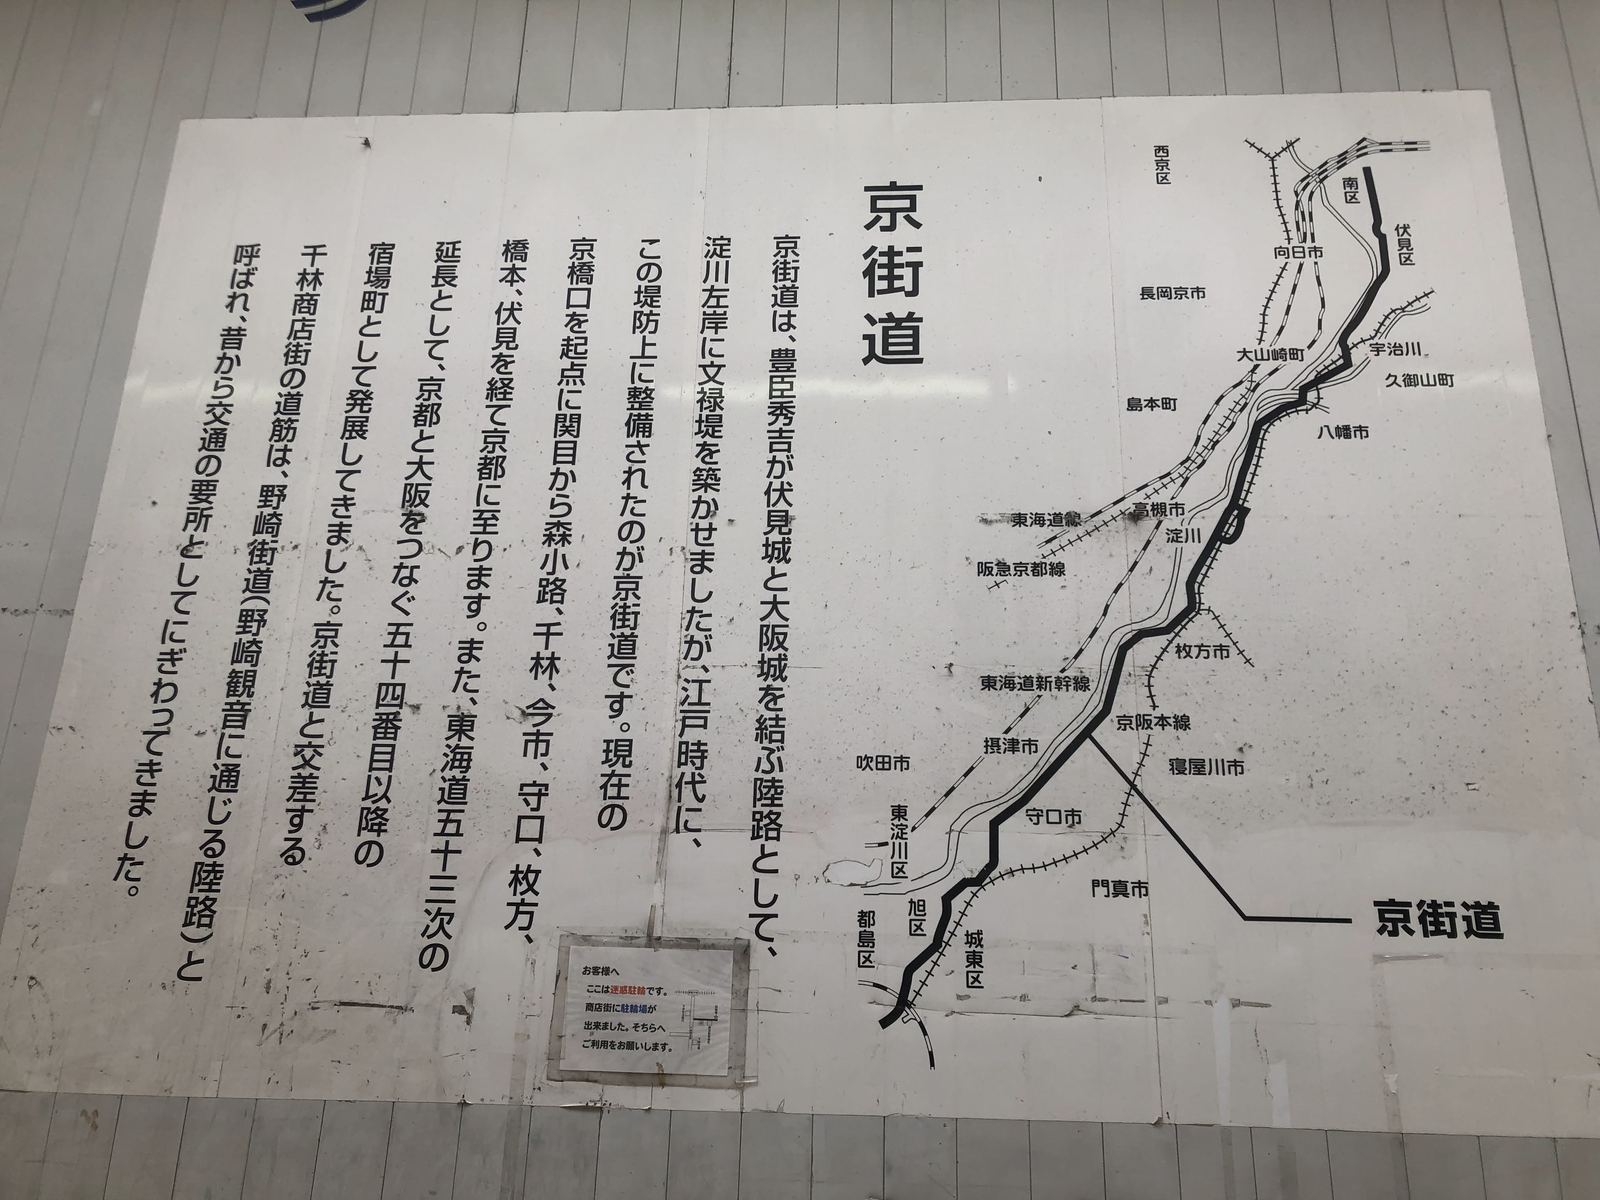 京街道
京街道は、豊臣秀吉が伏見城と大阪城を結ぶ陸路として、
淀川左岸に文禄堤を築かせましたが、江戸時代に、
この堤防上に整備されたのが京街道です。現在の
京橋口を起点に関目から森小路、千林、今市、守口、枚方、
橋本、伏見を経て京都に至ります。また、東海道五十三次の
延長として、京都と大阪をつなぐ五十四番目以降の
宿場町として発展してきました。京街道と交差する
千林商店街の道筋は、野崎街道(野崎観音に通じる陸路)と
呼ばれ、昔から交通の要所としてにぎわってきました。
西京区
南区
伏見区
向日市
長岡京市
大山崎町
宇治川
久御山町
島本町
八幡市
高槻市
東海道線
淀川
阪急京都線
枚方市
東海道新幹線
京阪本線
摂津市
吹田市
寝屋川市
東淀川区
守口市
門真市
旭区
都島区
城東区
京街道
お客様へ
ここは迷惑駐輪です。
商店街に駐輪場が
出来ました。そちらへ
ご利用をお願いします。